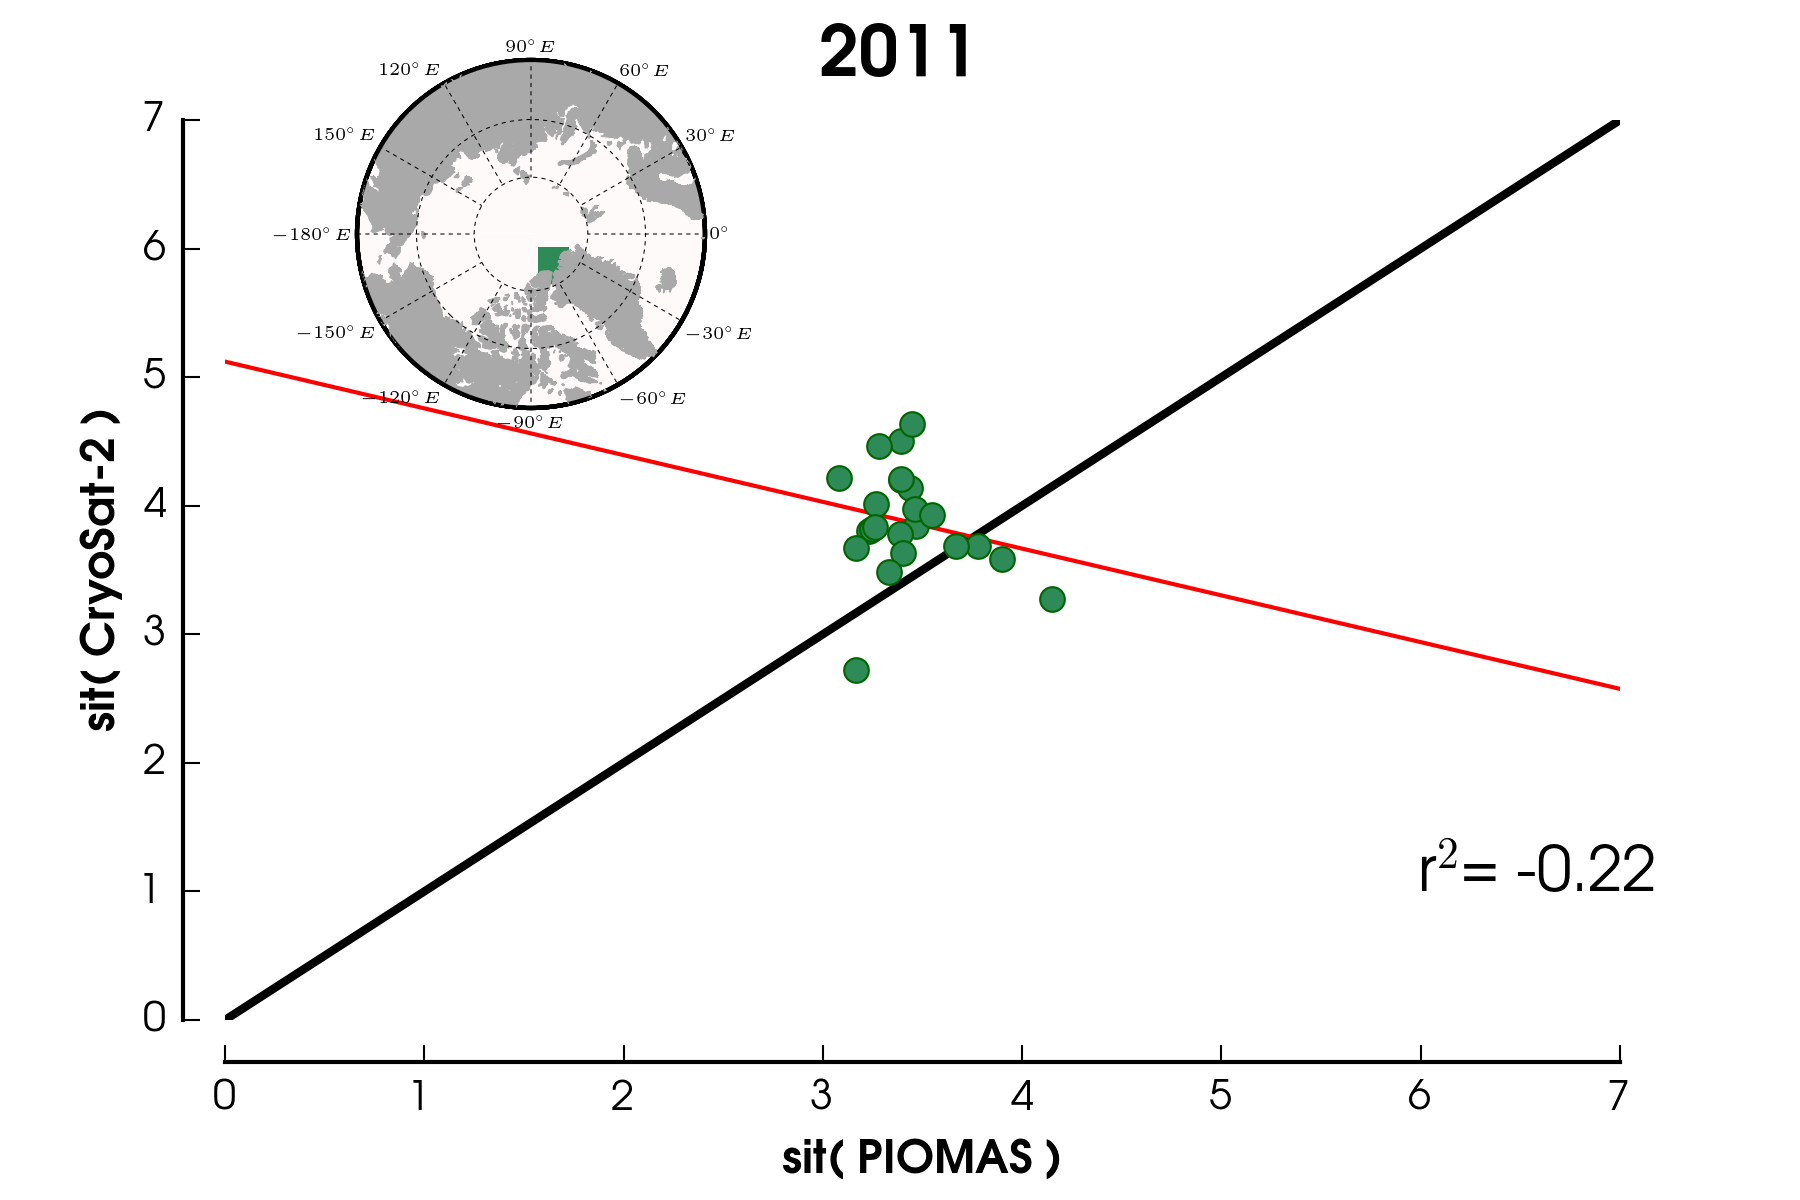 2011
90° E
120° E
60° E
150° E
30° E
−180° E
0°
−150° E
−30° E
−120° E
−60° E
−90° E
7
6
5
4
3
2
1
0
sit( CryoSat-2 )
r²= -0.22
0 1 2 3 4 5 6 7
sit( PIOMAS )